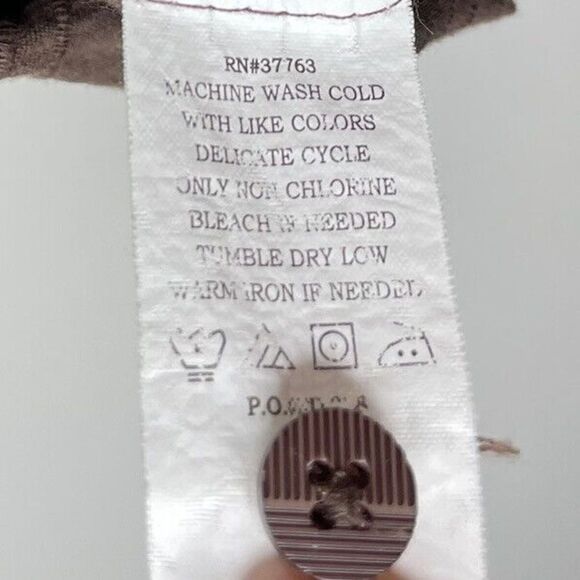 RN#37763
MACHINE WASH COLD
WITH LIKE COLORS
DELICATE CYCLE
ONLY NON CHLORINE
BLEACH IF NEEDED
TUMBLE DRY LOW
WARM IRON IF NEEDED